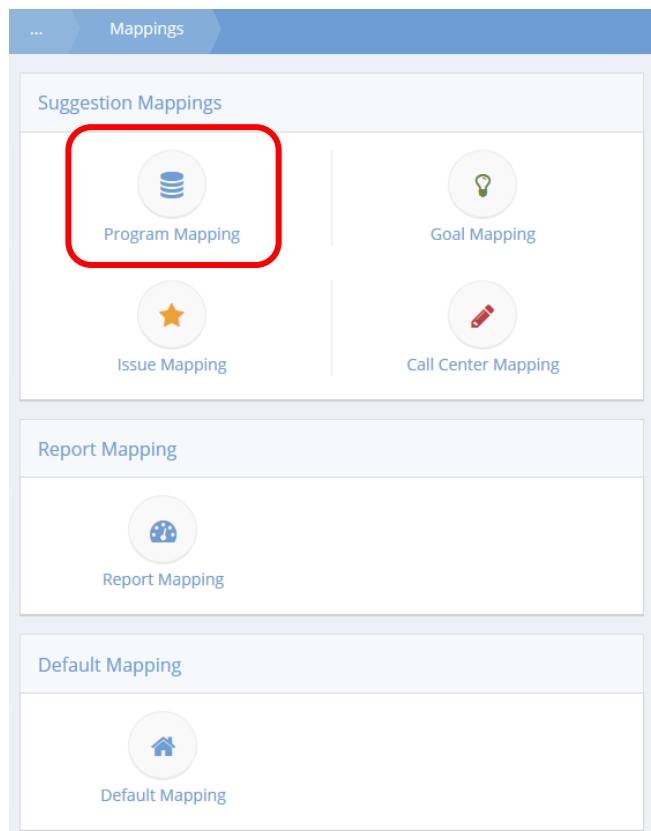 ... Mappings
Suggestion Mappings
Program Mapping
Goal Mapping
Issue Mapping
Call Center Mapping
Report Mapping
Report Mapping
Default Mapping
Default Mapping